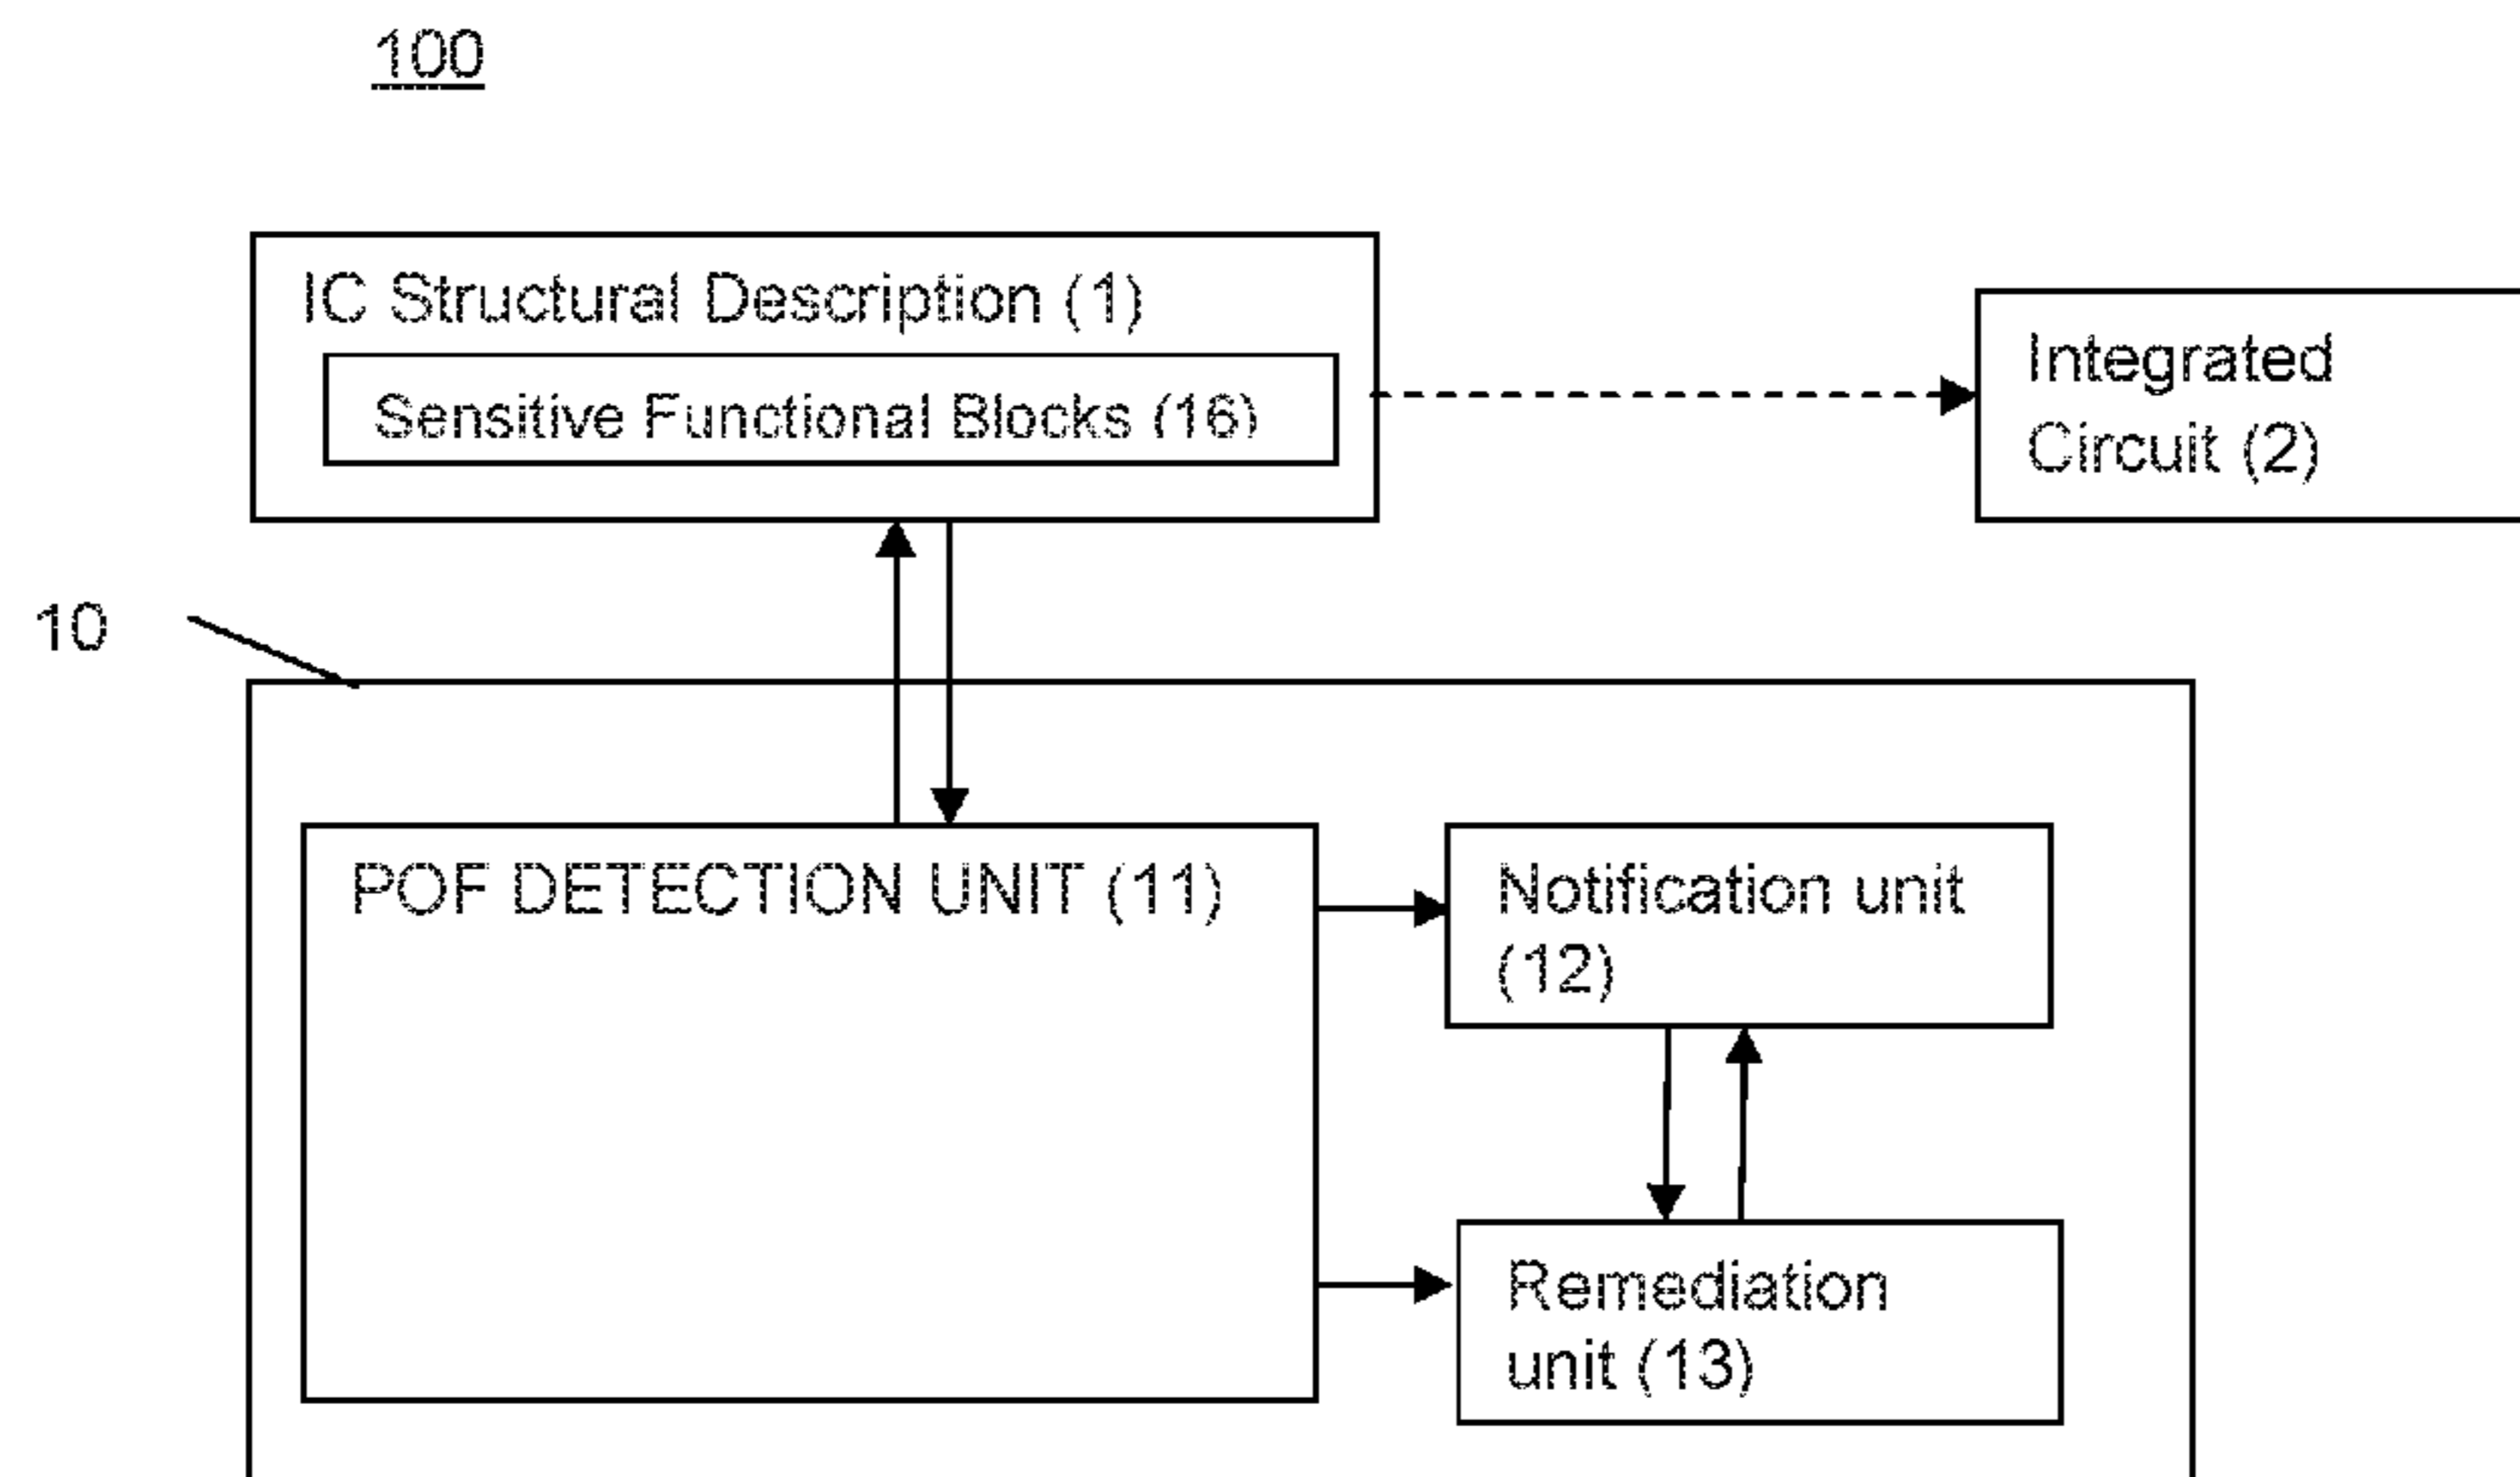 100
IC Structural Description (1)
Sensitive Functional Blocks (16)
Integrated
Circuit (2)
10
POF DETECTION UNIT (11)
Notification unit
(12)
Remediation
unit (13)